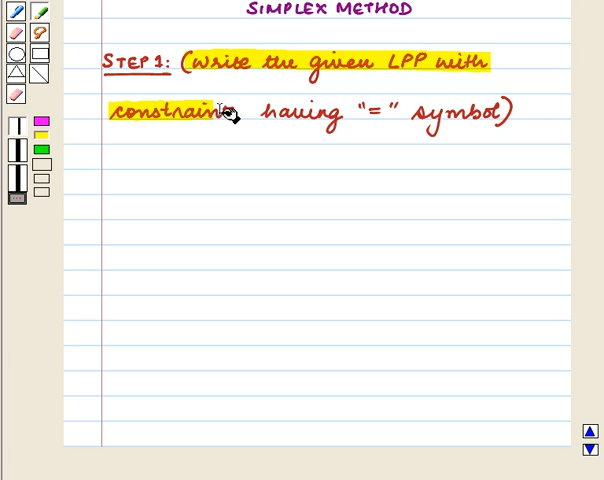 SIMPLEX METHOD
STEP 1: (Write the given LPP with
constraints having "=" symbol)